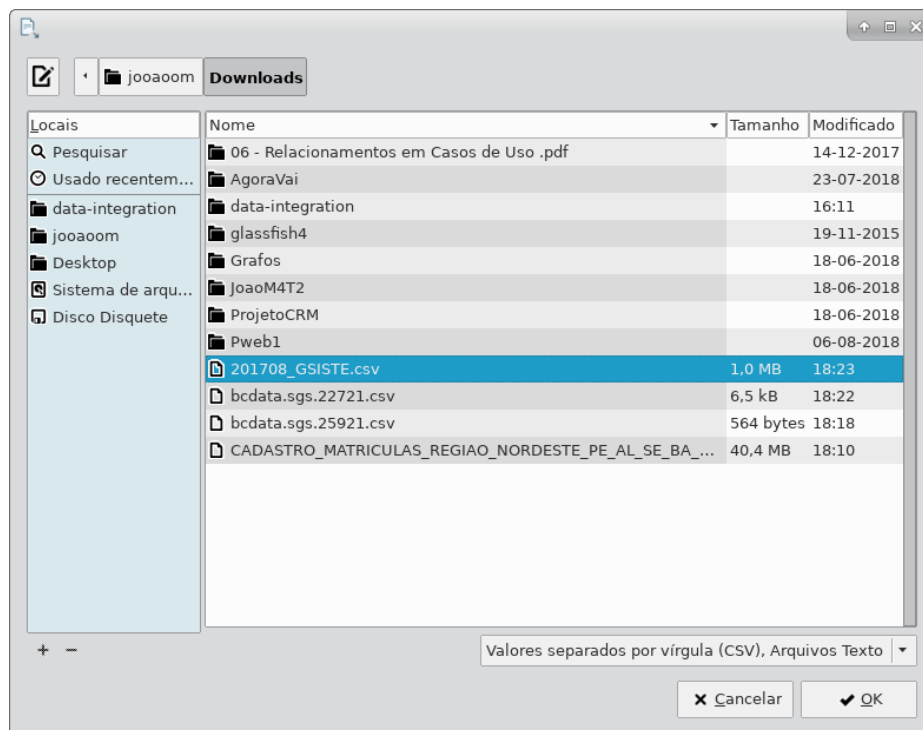 jooaoom Downloads
Locais
Pesquisar
Usado recentem...
data-integration
jooaoom
Desktop
Sistema de arqu...
Disco Disquete
Nome Tamanho Modificado
06 - Relacionamentos em Casos de Uso .pdf 14-12-2017
AgoraVai 23-07-2018
data-integration 16:11
glassfish4 19-11-2015
Grafos 18-06-2018
JoaoM4T2 18-06-2018
ProjetoCRM 18-06-2018
Pweb1 06-08-2018
201708_GSISTE.csv 1,0 MB 18:23
bcdata.sgs.22721.csv 6,5 kB 18:22
bcdata.sgs.25921.csv 564 bytes 18:18
CADASTRO_MATRICULAS_REGIAO_NORDESTE_PE_AL_SE_BA_... 40,4 MB 18:10
Valores separados por vírgula (CSV), Arquivos Texto
Cancelar OK